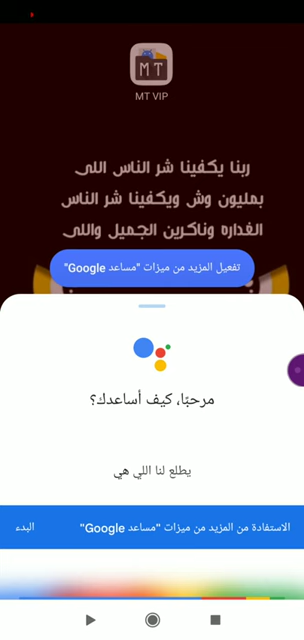 MT
MT VIP
ربنا يكفينا شر الناس اللى
بمليون وش ويكفينا شر الناس
الغداره وناكرين الجميل واللى
تفعيل المزيد من ميزات "مساعد Google"
مرحبًا، كيف أساعدك؟
يطلع لنا اللي هي
الاستفادة من المزيد من ميزات "مساعد Google"
البدء